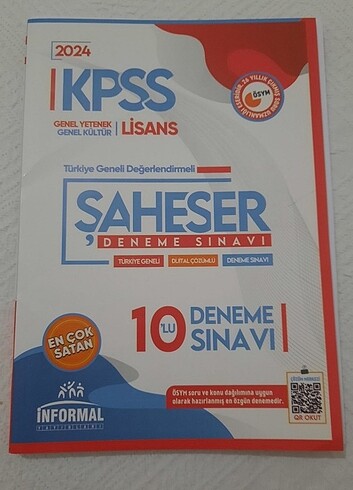 2024
KPSS
GENEL YETENEK
GENEL KÜLTÜR
LİSANS
ÖSYM
Türkiye Geneli Değerlendirmeli
ŞAHESER
DENEME SINAVI
TÜRKİYE GENELİ
DİJİTAL ÇÖZÜMLÜ
DENEME SINAVI
EN ÇOK
SATAN
10'LU
DENEME
SINAVI
ÖSYM soru ve konu dağılımına uygun
olarak hazırlanmış en özgün denemedir.
QR OKUT
INFORMAL